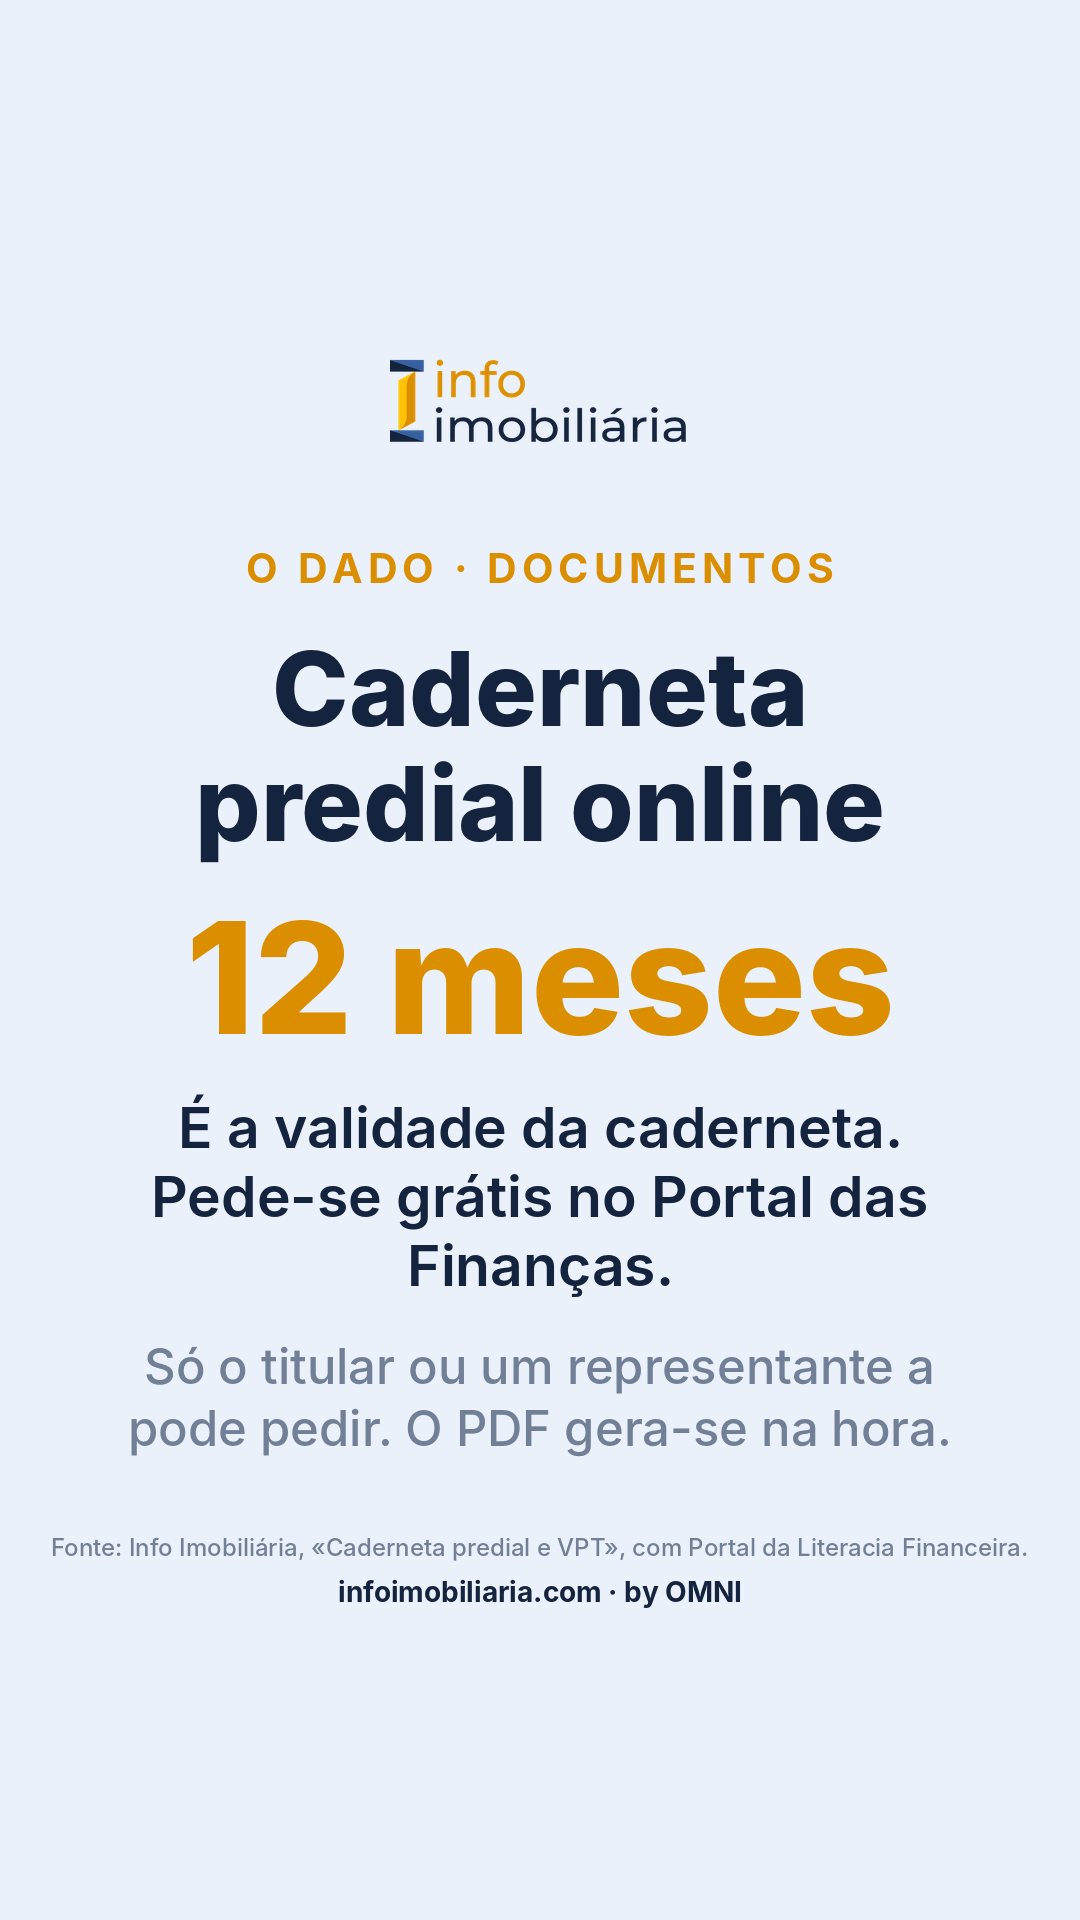 info
imobiliária
O DADO · DOCUMENTOS
Caderneta
predial online
12 meses
É a validade da caderneta.
Pede-se grátis no Portal das
Finanças.
Só o titular ou um representante a
pode pedir. O PDF gera-se na hora.
Fonte: Info Imobiliária, «Caderneta predial e VPT», com Portal da Literacia Financeira.
infoimobiliaria.com · by OMNI